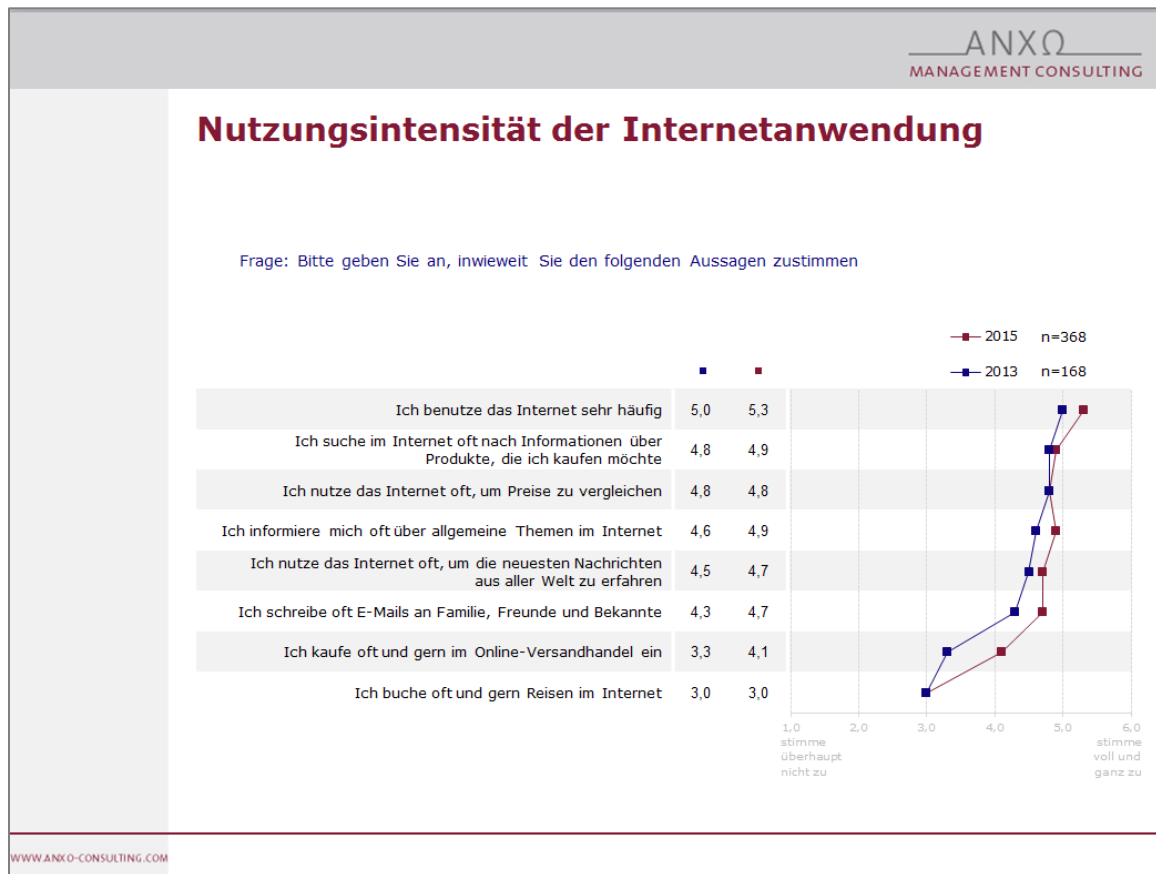 ANXΩ
MANAGEMENT CONSULTING
Nutzungsintensität der Internetanwendung
Frage: Bitte geben Sie an, inwieweit Sie den folgenden Aussagen zustimmen
2015 n=368
2013 n=168
Ich benutze das Internet sehr häufig 5,0 5,3
Ich suche im Internet oft nach Informationen über
Produkte, die ich kaufen möchte 4,8 4,9
Ich nutze das Internet oft, um Preise zu vergleichen 4,8 4,8
Ich informiere mich oft über allgemeine Themen im Internet 4,6 4,9
Ich nutze das Internet oft, um die neuesten Nachrichten
aus aller Welt zu erfahren 4,5 4,7
Ich schreibe oft E-Mails an Familie, Freunde und Bekannte 4,3 4,7
Ich kaufe oft und gern im Online-Versandhandel ein 3,3 4,1
Ich buche oft und gern Reisen im Internet 3,0 3,0
1,0 2,0 3,0 4,0 5,0 6,0
stimme stimme
überhaupt voll und
nicht zu ganz zu
WWW.ANXO-CONSULTING.COM